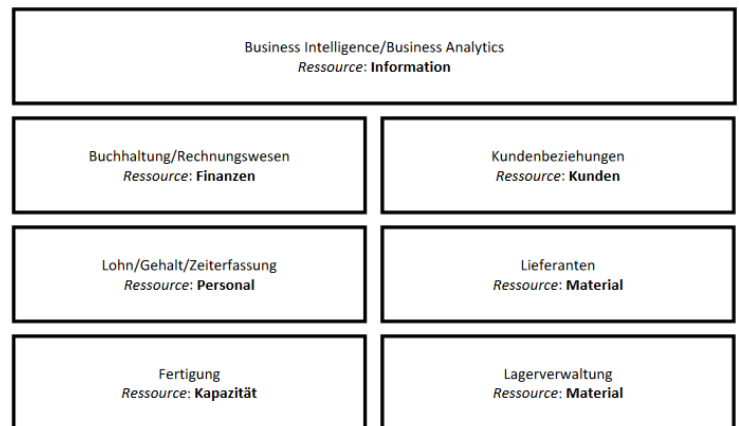 Business Intelligence/Business Analytics
Ressource: Information
Buchhaltung/Rechnungswesen
Ressource: Finanzen
Kundenbeziehungen
Ressource: Kunden
Lohn/Gehalt/Zeiterfassung
Ressource: Personal
Lieferanten
Ressource: Material
Fertigung
Ressource: Kapazität
Lagerverwaltung
Ressource: Material